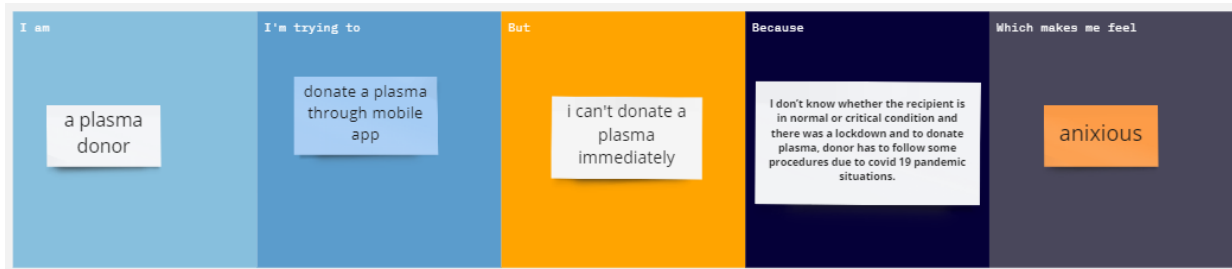 I am
a plasma
donor
I'm trying to
donate a plasma
through mobile
app
But
i can't donate a
plasma
immediately
Because
I don't know whether the recipient is
in normal or critical condition and
there was a lockdown and to donate
plasma, donor has to follow some
procedures due to covid 19 pandemic
situations.
Which makes me feel
anixious